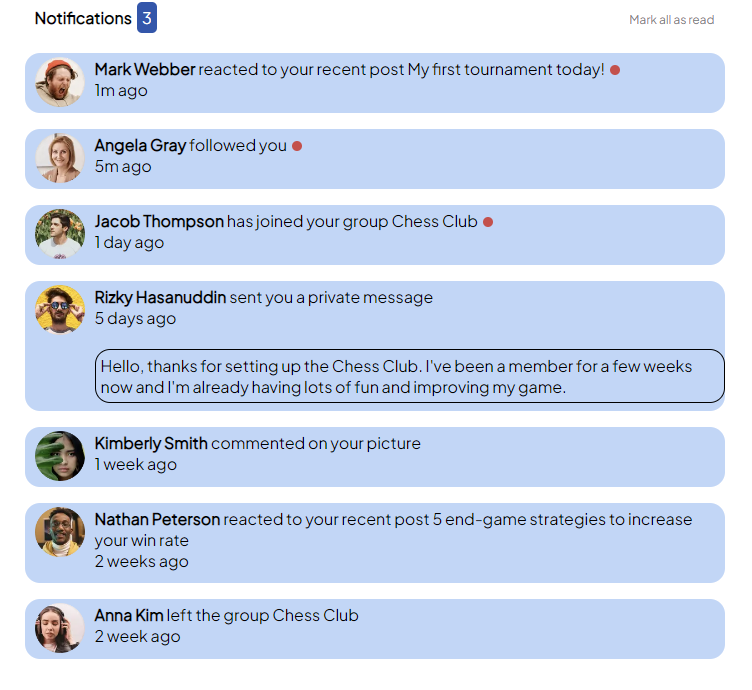 Notifications 3
Mark all as read
Mark Webber reacted to your recent post My first tournament today!
1m ago
Angela Gray followed you
5m ago
Jacob Thompson has joined your group Chess Club
1 day ago
Rizky Hasanuddin sent you a private message
5 days ago
Hello, thanks for setting up the Chess Club. I've been a member for a few weeks
now and I'm already having lots of fun and improving my game.
Kimberly Smith commented on your picture
1 week ago
Nathan Peterson reacted to your recent post 5 end-game strategies to increase
your win rate
2 weeks ago
Anna Kim left the group Chess Club
2 week ago